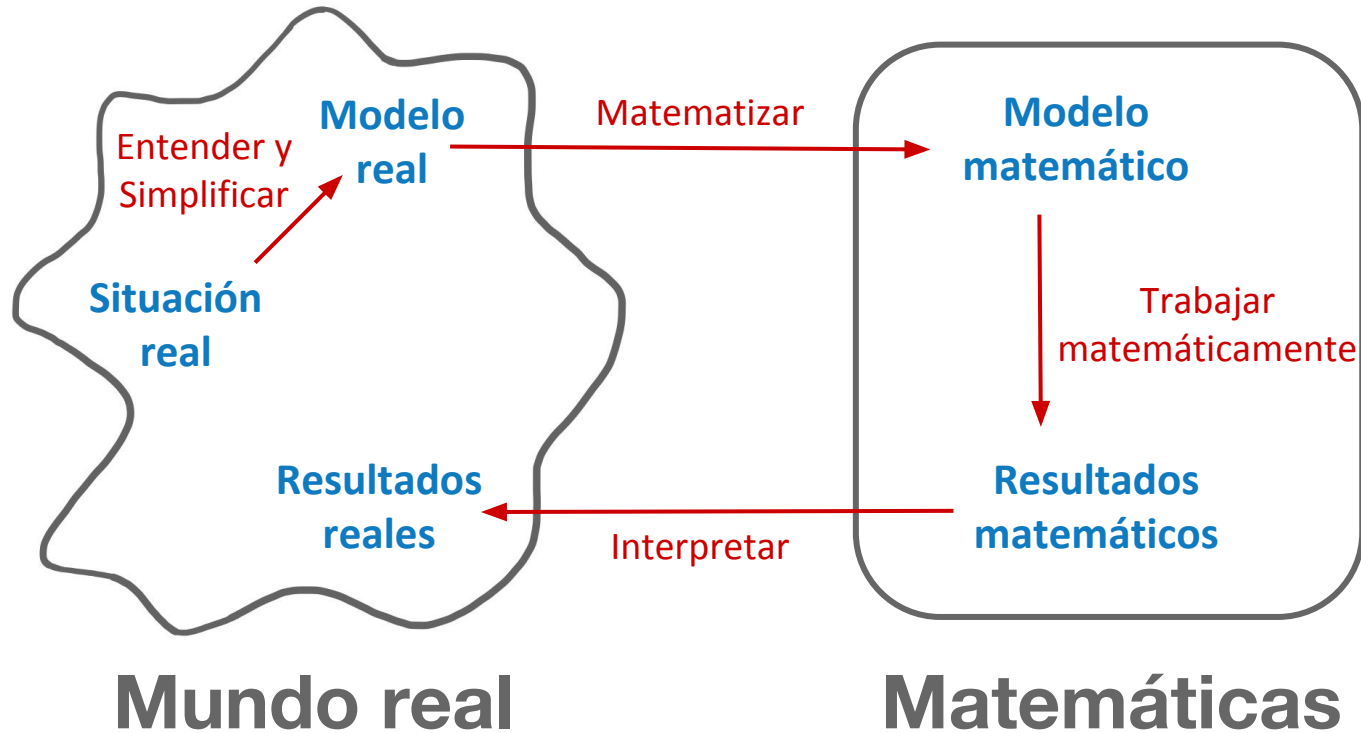 Modelo
real
Matematizar
Modelo
matemático
Entender y
Simplificar
Situación
real
Trabajar
matemáticamente
Resultados
reales
Interpretar
Resultados
matemáticos
Mundo real
Matemáticas